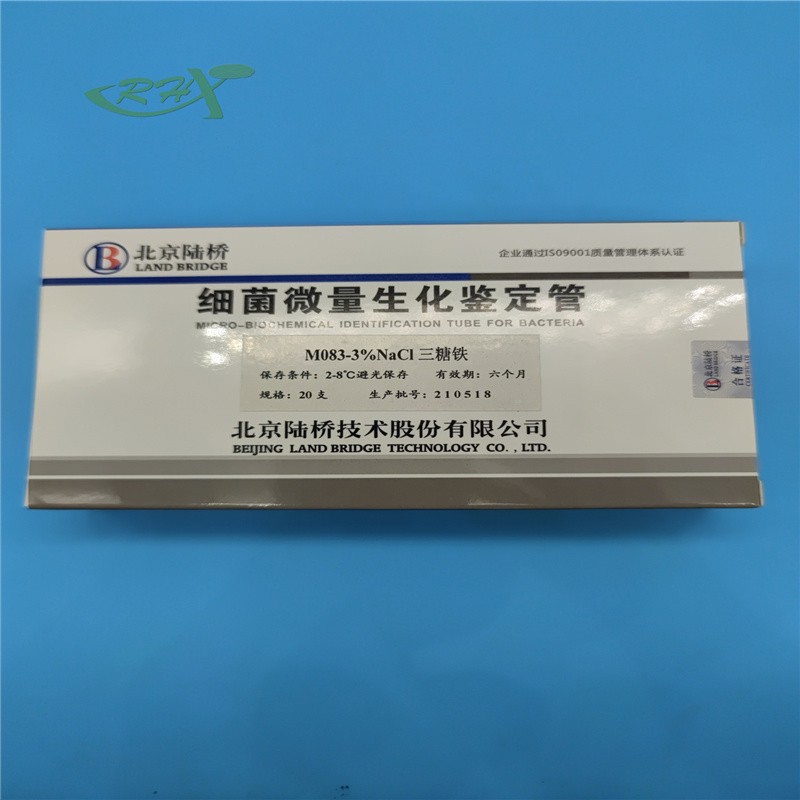 RHX
北京陆桥
LAND BRIDGE
企业通过ISO9001质量管理体系认证
细菌微量生化鉴定管
MICRO-BIOCHEMICAL IDENTIFICATION TUBE FOR BACTERIA
M083-3%NaCl 三糖铁
保存条件：2-8℃避光保存 有效期：六个月
规格：20支 生产批号：210518
北京陆桥
合格证
CERTIFICATE
北京陆桥技术股份有限公司
BEIJING LAND BRIDGE TECHNOLOGY CO., LTD.